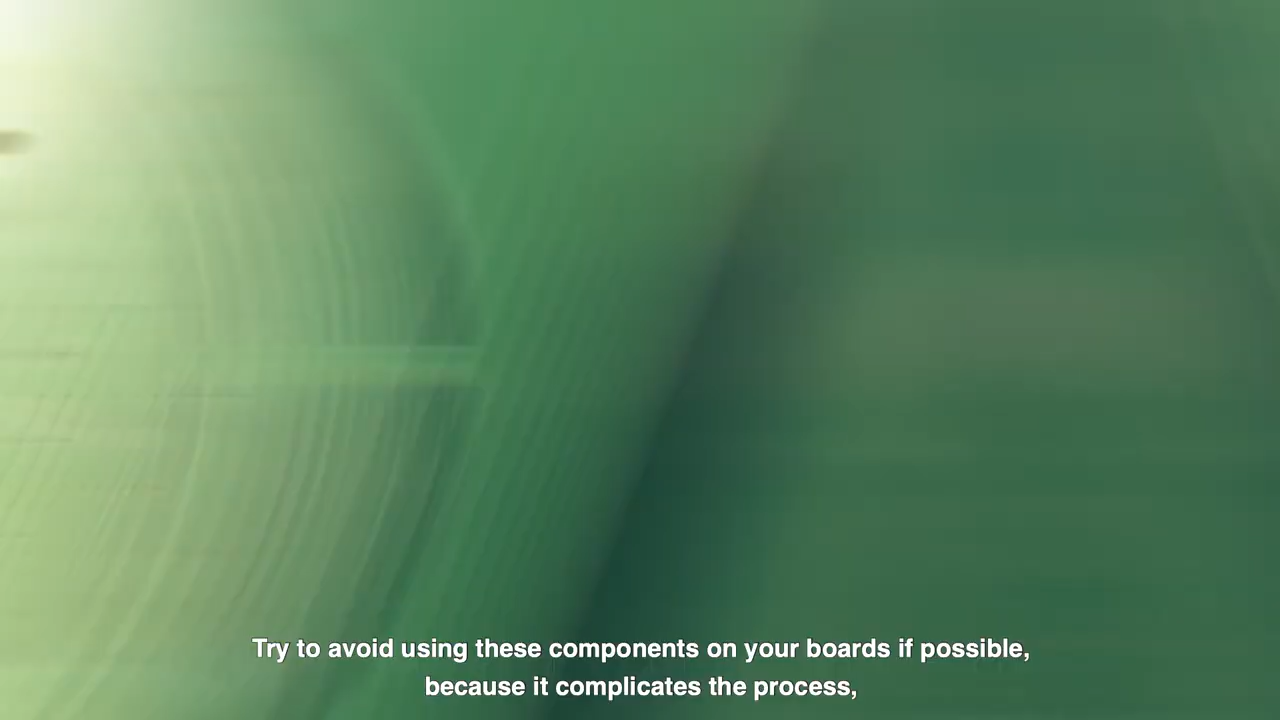 Try to avoid using these components on your boards if possible,
because it complicates the process,